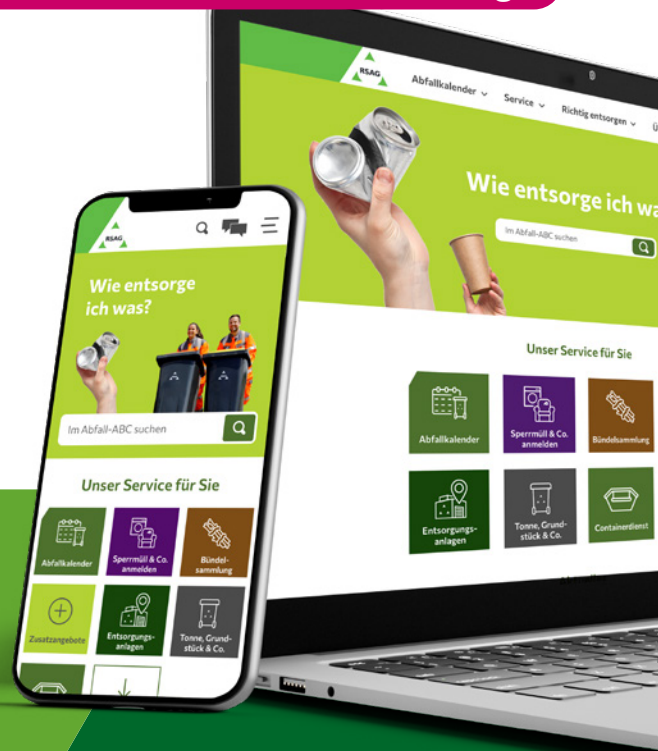 RSAG
Abfallkalender
Service
Richtig entsorgen
Wie entsorge ich
Im Abfall-ABC suchen
Unser Service für Sie
Abfallkalender
Sperrmüll & Co.
anmelden
Bündelsammlung
Entsorgungs-
anlagen
Tonne, Grund-
stück & Co.
Containerdienst
RSAG
Wie entsorge
ich was?
Im Abfall-ABC suchen
Unser Service für Sie
Abfallkalender
Sperrmüll & Co.
anmelden
Bündel-
sammlung
Zusatzangebote
Entsorgungs-
anlagen
Tonne, Grund-
stück & Co.